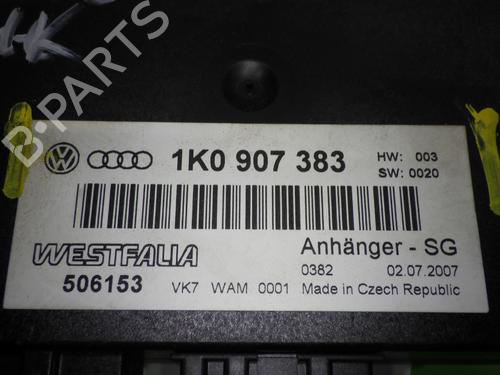 1K0 907 383
HW: 003
SW: 0020
WESTFALIA
506153
Anhänger - SG
0382 02.07.2007
VK7 WAM 0001 Made in Czech Republic
B-PARTS